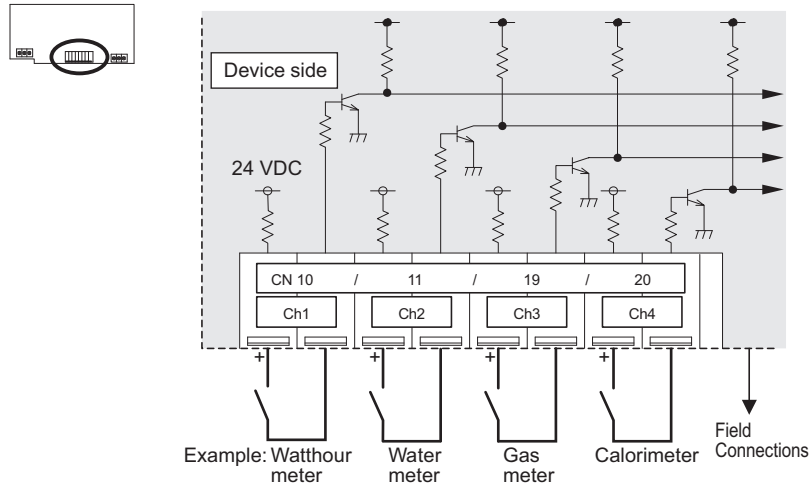 Device side
24 VDC
CN 10 / 11 / 19 / 20
Ch1 Ch2 Ch3 Ch4
+ + + +
Example: Watthour meter
Water meter
Gas meter
Calorimeter
Field
Connections